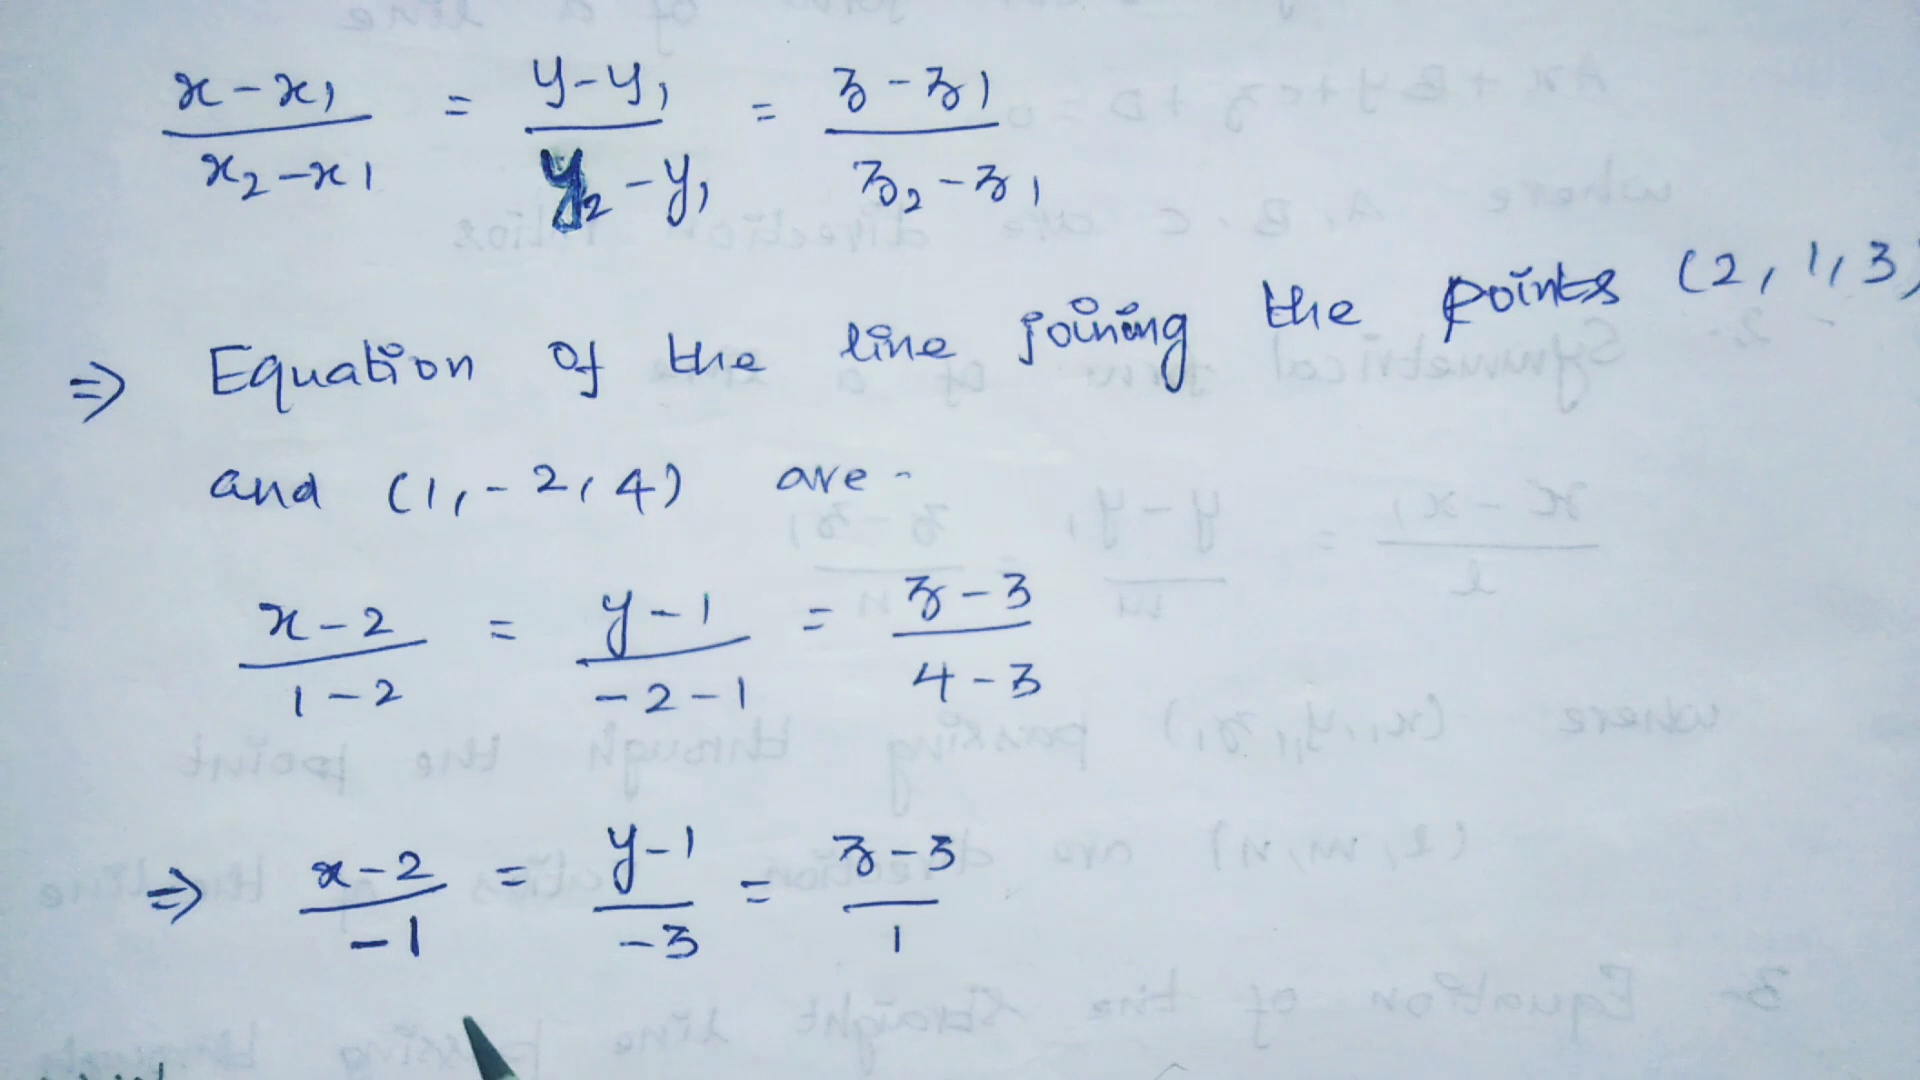 x-x₁/x₂-x₁ = y-y₁/y₂-y₁ = z-z₁/z₂-z₁
⇒ Equation of the line joining the points (2, 1, 3)
and (1, -2, 4) are -
x-2/1-2 = y-1/-2-1 = z-3/4-3
⇒ x-2/-1 = y-1/-3 = z-3/1